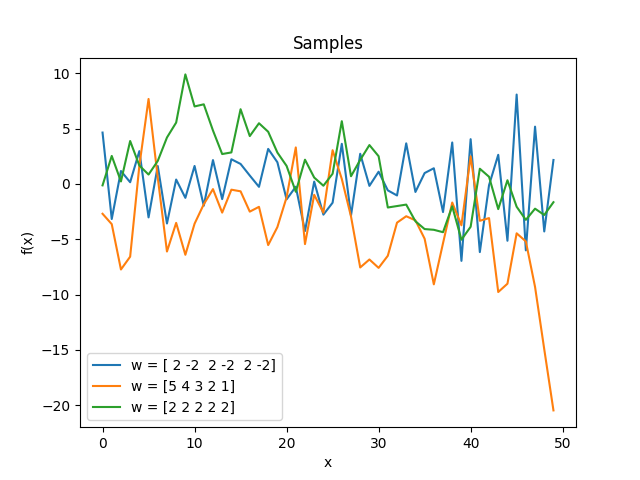 Samples
f(x)
10
5
0
−5
−10
−15
−20
w = [ 2 -2  2 -2  2 -2]
w = [5 4 3 2 1]
w = [2 2 2 2 2]
0 10 20 30 40 50
x